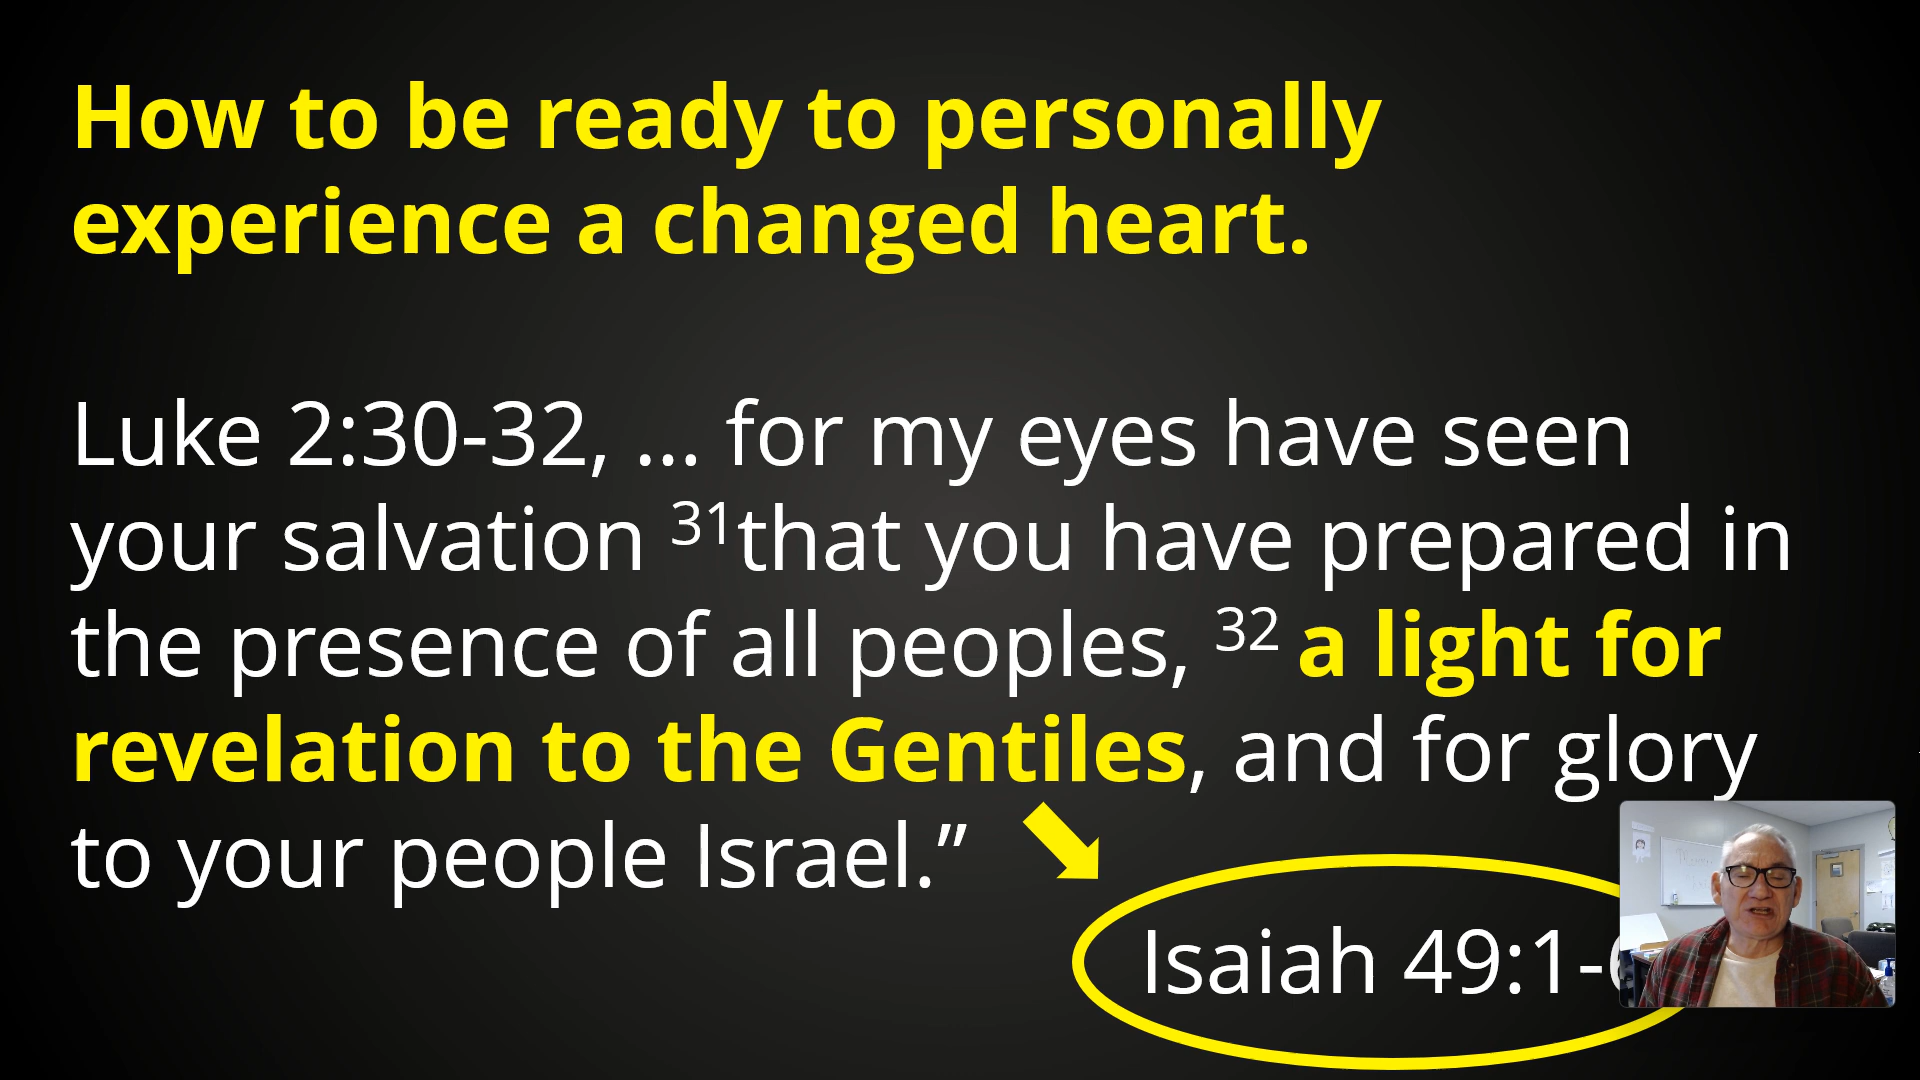 How to be ready to personally
experience a changed heart.
Luke 2:30-32, … for my eyes have seen
your salvation ³¹that you have prepared in
the presence of all peoples, ³² a light for
revelation to the Gentiles, and for glory
to your people Israel.”
Isaiah 49:1-